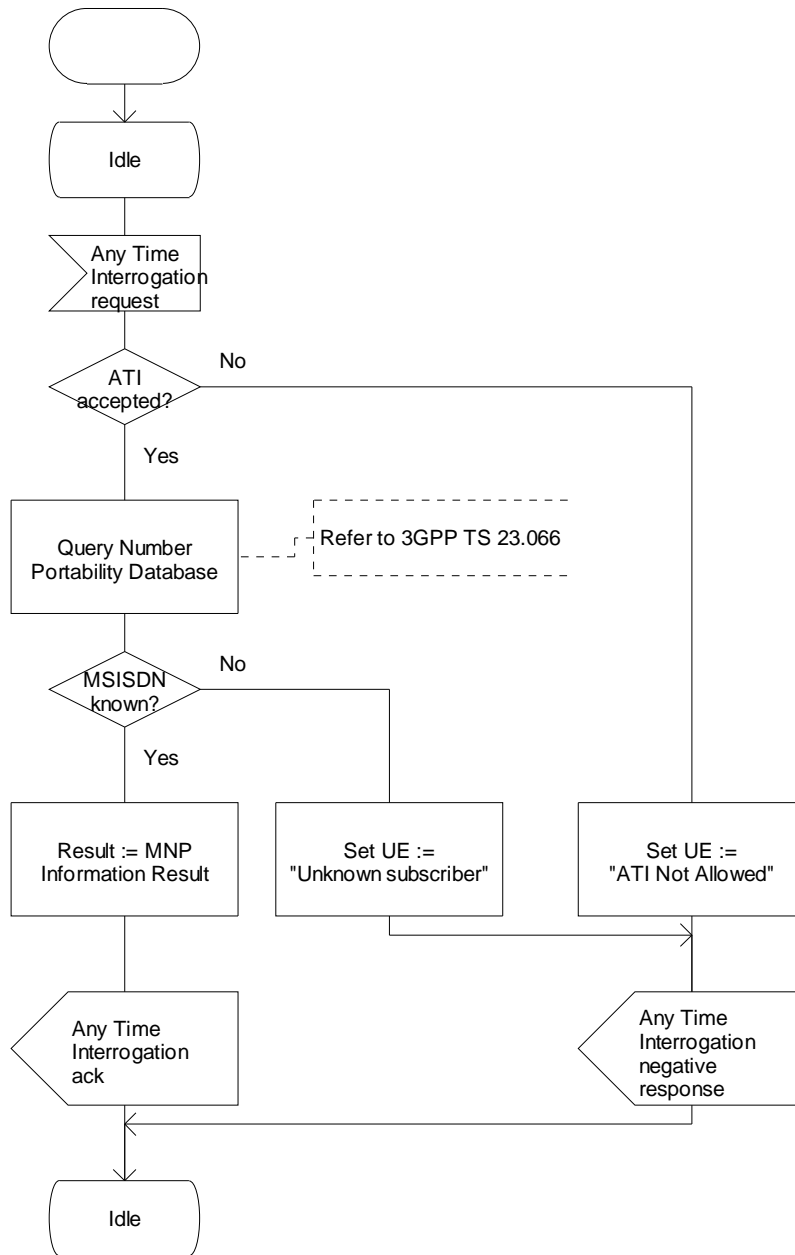 Idle
Any Time
Interrogation
request
No
ATI
accepted?
Yes
Query Number
Portability Database
Refer to 3GPP TS 23.066
No
MSISDN
known?
Yes
Result := MNP
Information Result
Set UE :=
"Unknown subscriber"
Set UE :=
"ATI Not Allowed"
Any Time
Interrogation
ack
Any Time
Interrogation
negative
response
Idle